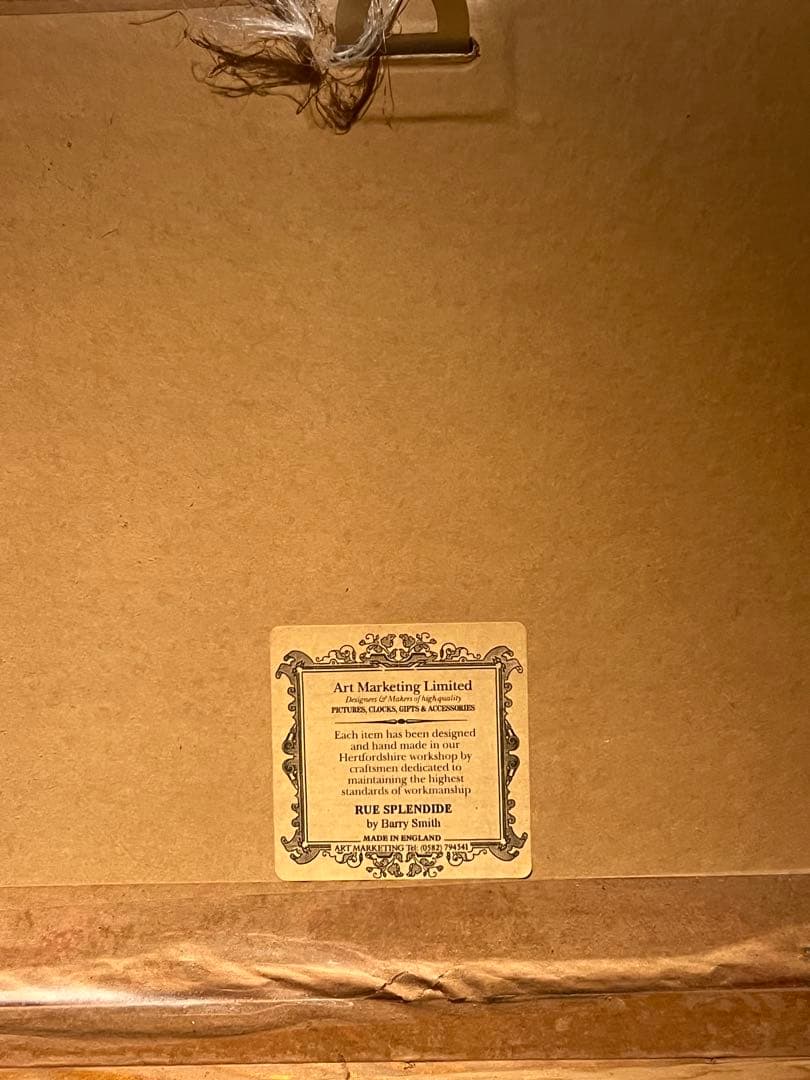 Art Marketing Limited
Designers & Makers of high quality
PICTURES, CLOCKS, GIFTS & ACCESSORIES
Each item has been designed
and hand made in our
Hertfordshire workshop by
craftsmen dedicated to
maintaining the highest
standards of workmanship
RUE SPLENDIDE
by Barry Smith
MADE IN ENGLAND
ART MARKETING Tel: (0582) 794541